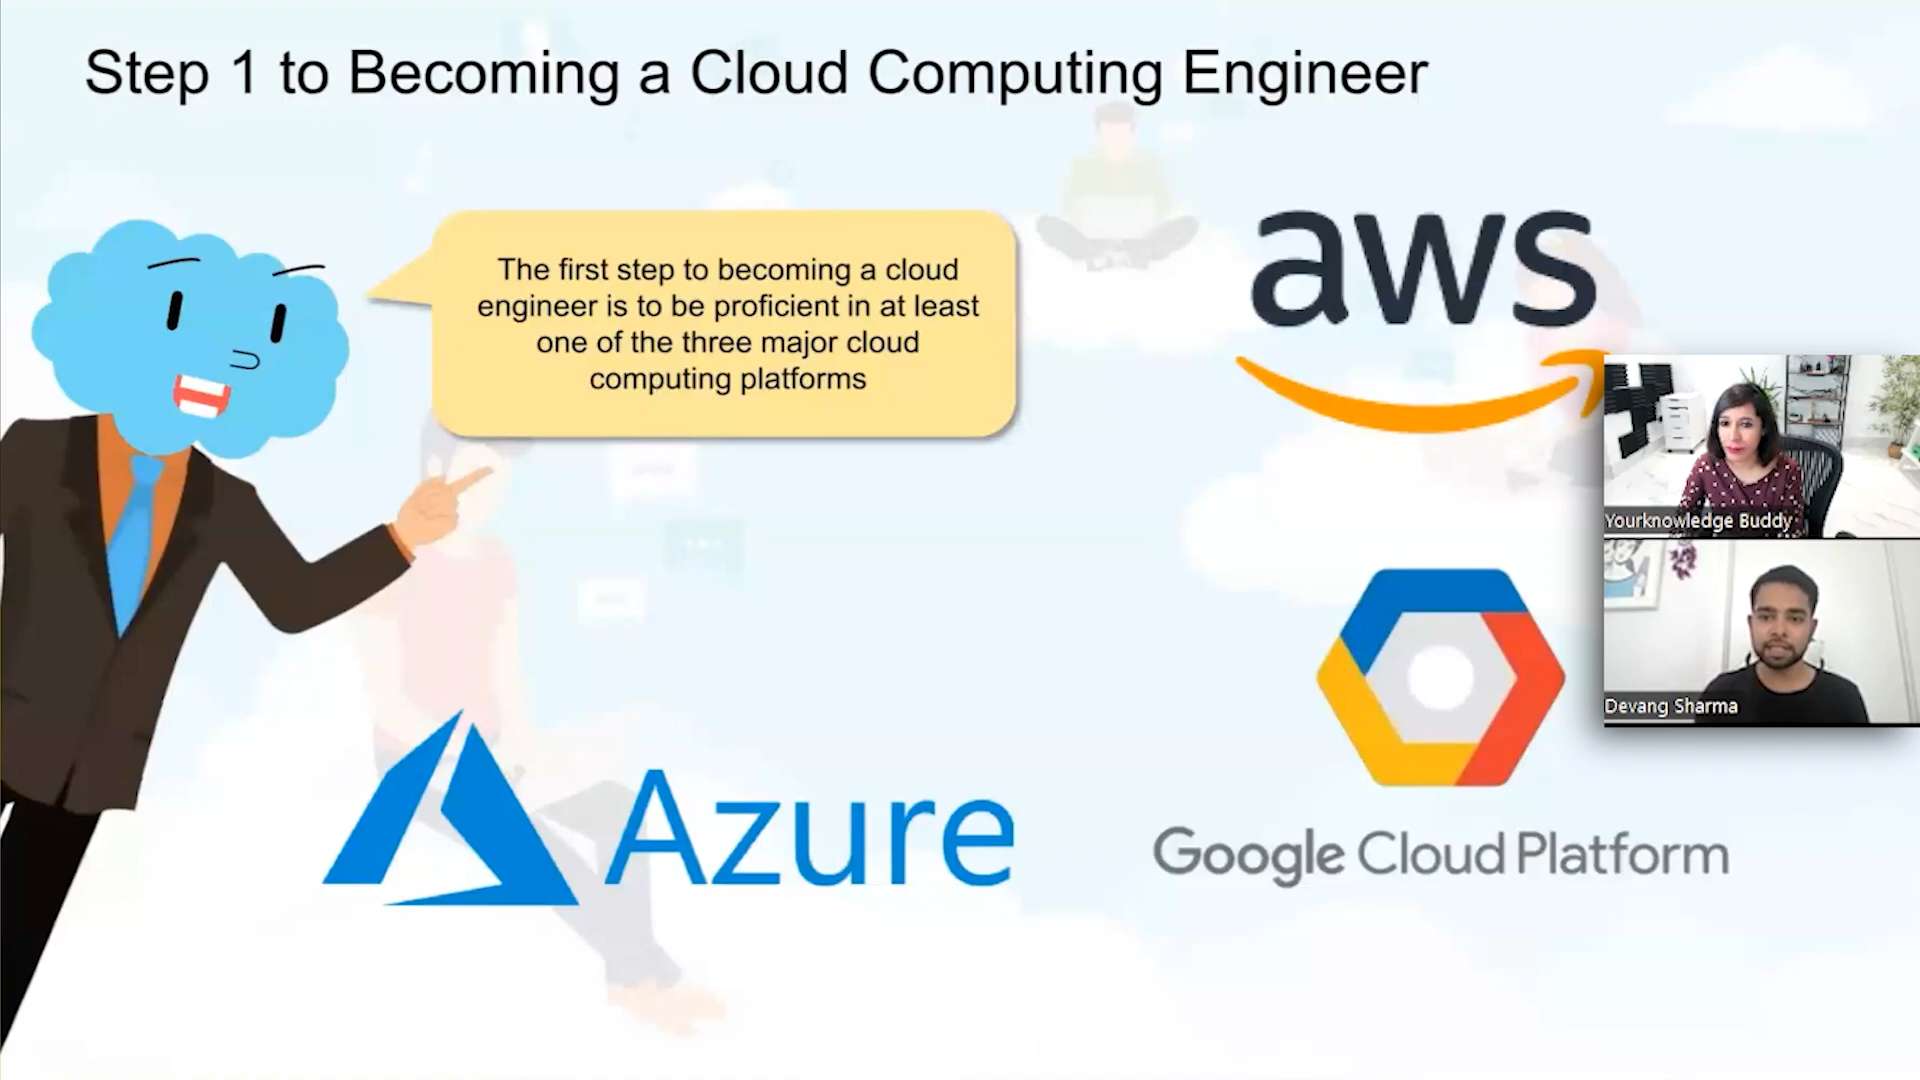 Step 1 to Becoming a Cloud Computing Engineer
The first step to becoming a cloud
engineer is to be proficient in at least
one of the three major cloud
computing platforms
aws
Yourknowledge Buddy
Devang Sharma
Azure
Google Cloud Platform